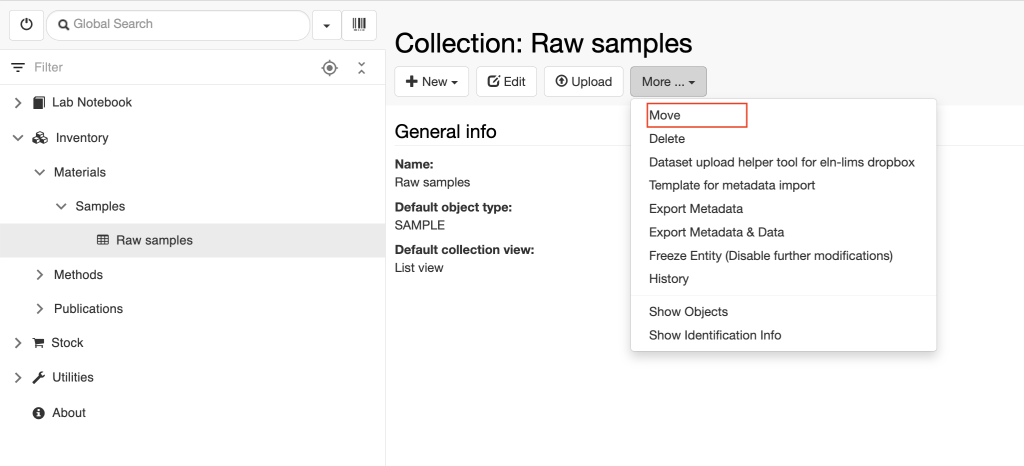 Global Search
Filter
Lab Notebook
Inventory
Materials
Samples
Raw samples
Methods
Publications
Stock
Utilities
About
Collection: Raw samples
New
Edit
Upload
More ...
General info
Name:
Raw samples
Default object type:
SAMPLE
Default collection view:
List view
Move
Delete
Dataset upload helper tool for eln-lims dropbox
Template for metadata import
Export Metadata
Export Metadata & Data
Freeze Entity (Disable further modifications)
History
Show Objects
Show Identification Info